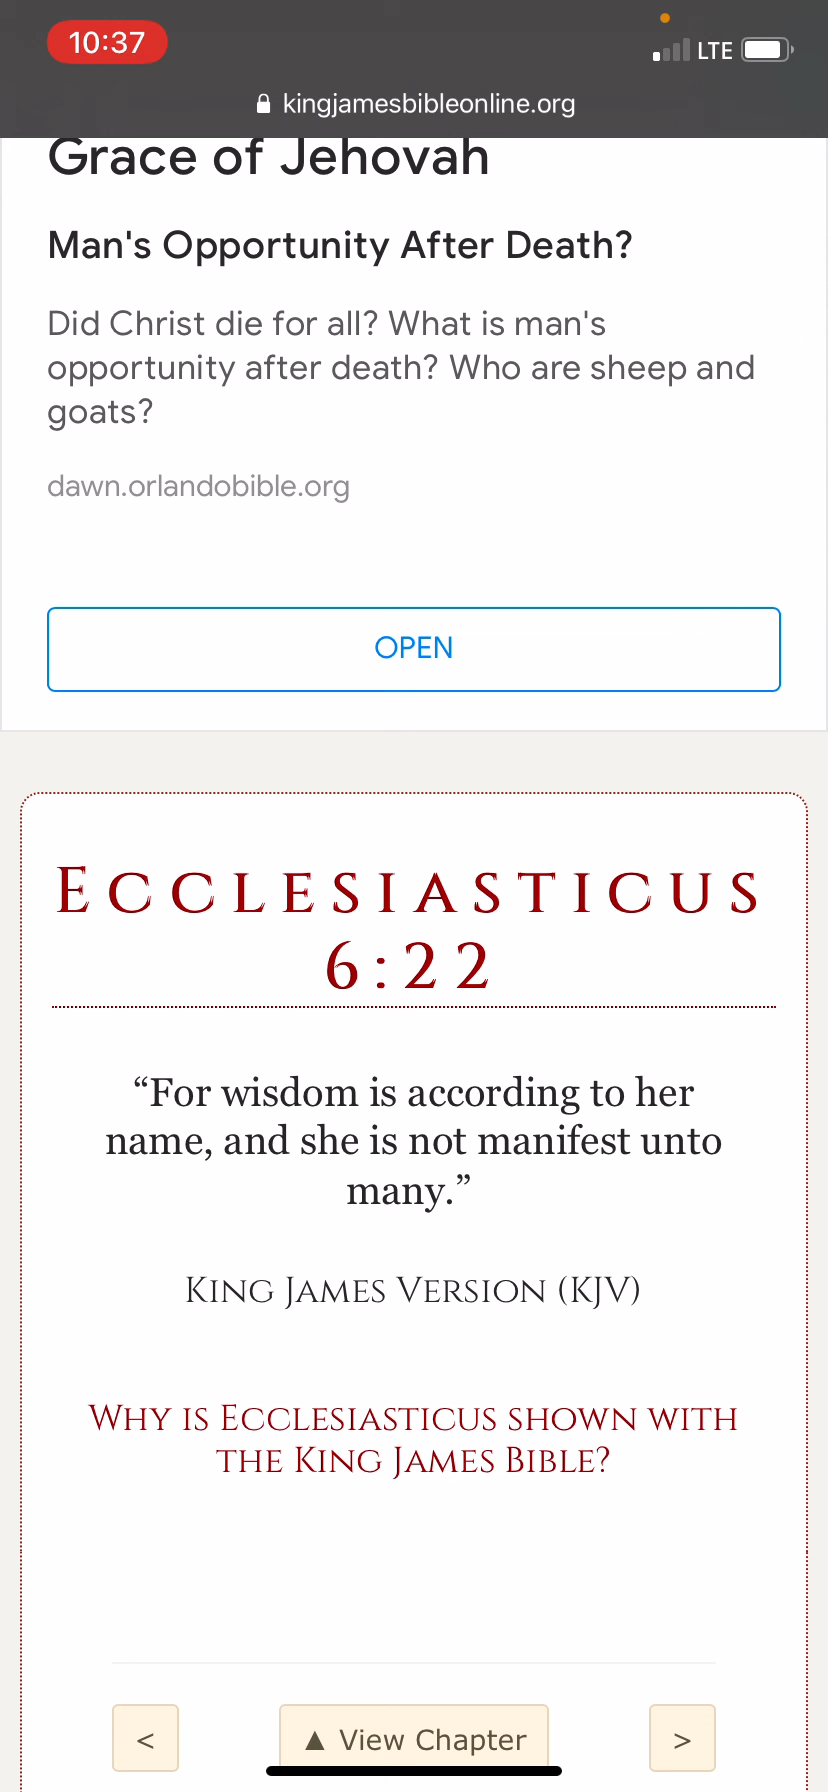 10:37
LTE
kingjamesbibleonline.org
Grace of Jehovah
Man's Opportunity After Death?
Did Christ die for all? What is man's
opportunity after death? Who are sheep and
goats?
dawn.orlandobible.org
OPEN
ECCLESIASTICUS
6:22
“For wisdom is according to her
name, and she is not manifest unto
many.”
KING JAMES VERSION (KJV)
WHY IS ECCLESIASTICUS SHOWN WITH
THE KING JAMES BIBLE?
< ▲ View Chapter >